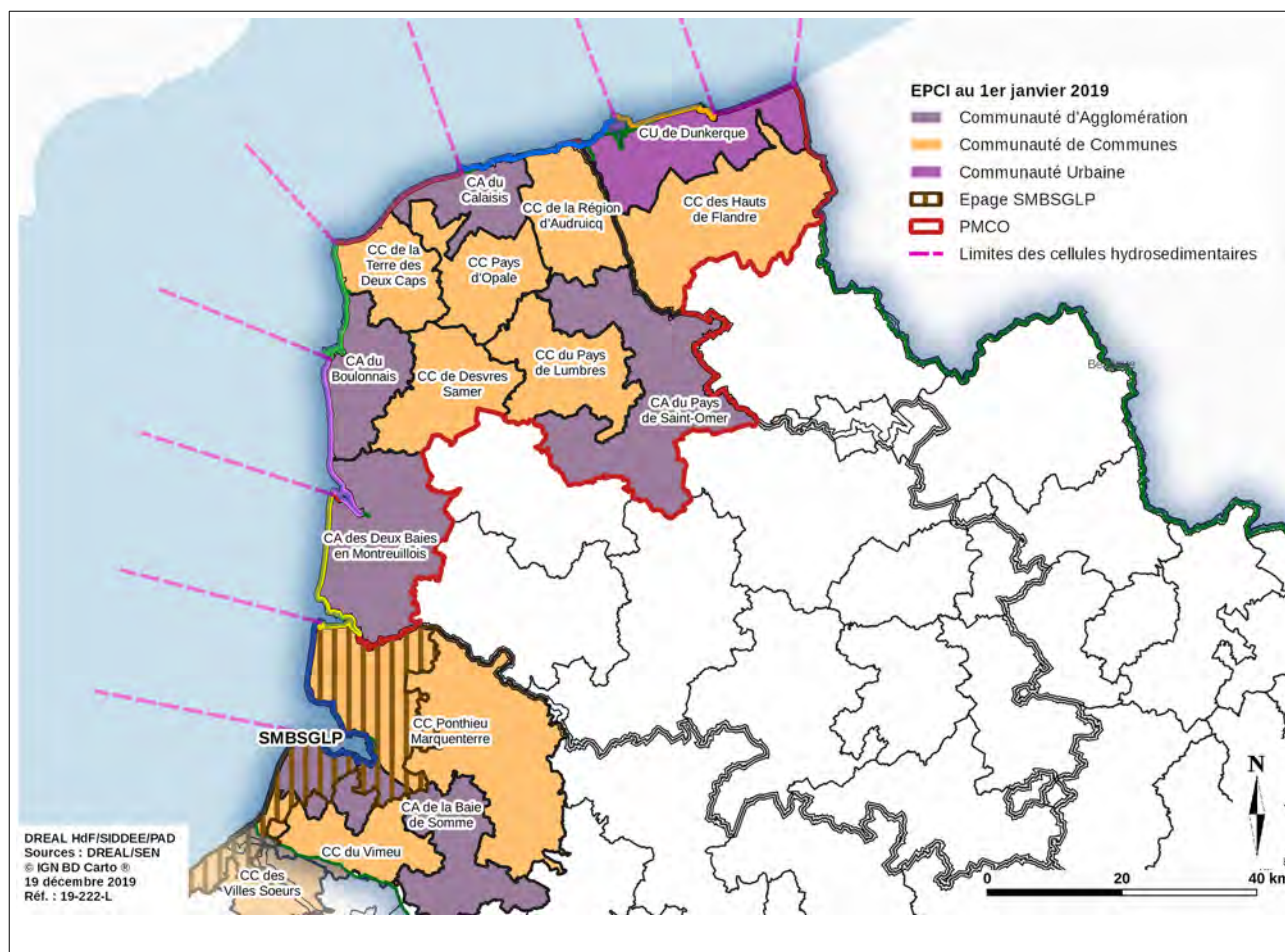 EPCI au 1er janvier 2019
Communauté d'Agglomération
Communauté de Communes
Communauté Urbaine
Epage SMBSGLP
PMCO
Limites des cellules hydrosedimentaires
CU de Dunkerque
CA du
Calaisis
CC de la Région
d'Audruicq
CC des Hauts
de Flandre
CC de la
Terre des
Deux Caps
CC Pays
d'Opale
CA du
Boulonnais
CC de Desvres
Samer
CC du Pays
de Lumbres
CA du Pays
de Saint-Omer
CA des Deux Baies
en Montreuillois
CC Ponthieu
Marquenterre
SMBSGLP
CA de la Baie
de Somme
CC du Vimeu
CC des
Villes Soeurs
DREAL HdF/SIDDEE/PAD
Sources : DREAL/SEN
© IGN BD Carto ®
19 décembre 2019
Réf. : 19-222-L
N
0 20 40 km